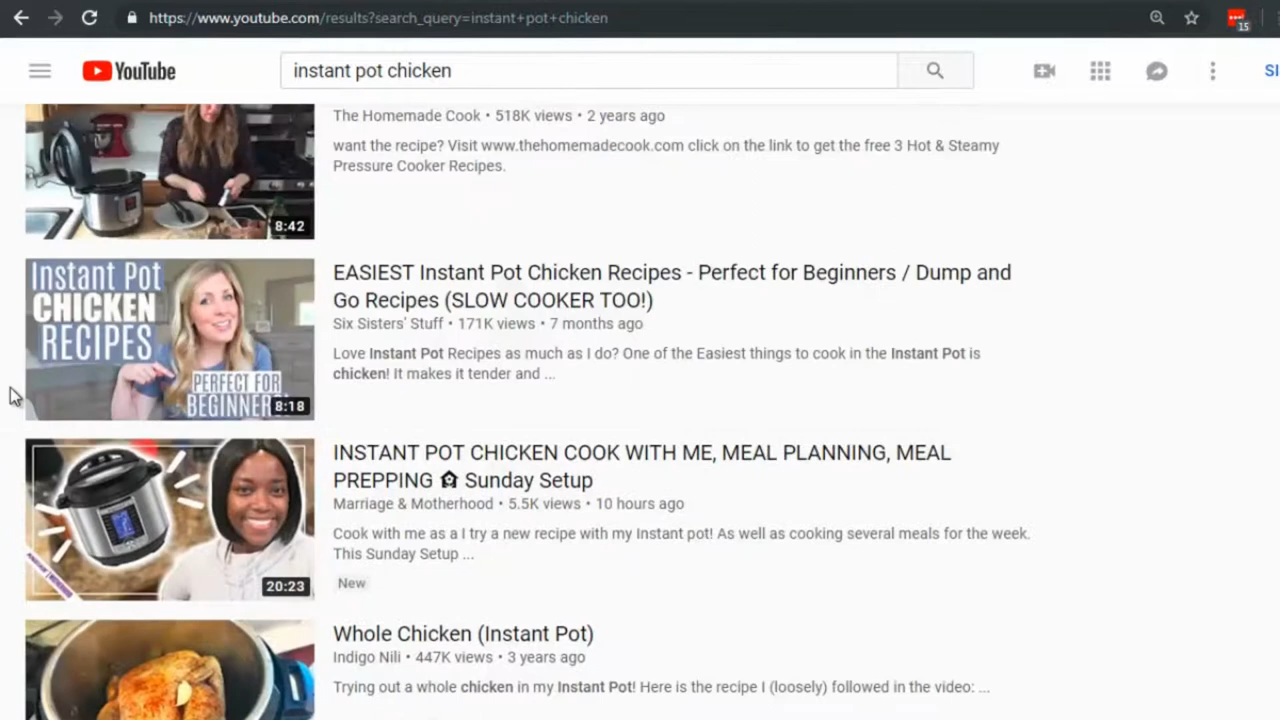 https://www.youtube.com/results?search_query=instant+pot+chicken
15
YouTube
instant pot chicken
SI
The Homemade Cook • 518K views • 2 years ago
want the recipe? Visit www.thehomemadecook.com click on the link to get the free 3 Hot & Steamy
Pressure Cooker Recipes.
8:42
Instant Pot
CHICKEN
RECIPES
PERFECT FOR
BEGINNERS
8:18
EASIEST Instant Pot Chicken Recipes - Perfect for Beginners / Dump and
Go Recipes (SLOW COOKER TOO!)
Six Sisters' Stuff • 171K views • 7 months ago
Love Instant Pot Recipes as much as I do? One of the Easiest things to cook in the Instant Pot is
chicken! It makes it tender and ...
20:23
INSTANT POT CHICKEN COOK WITH ME, MEAL PLANNING, MEAL
PREPPING 🏠 Sunday Setup
Marriage & Motherhood • 5.5K views • 10 hours ago
Cook with me as a I try a new recipe with my Instant pot! As well as cooking several meals for the week.
This Sunday Setup ...
New
Whole Chicken (Instant Pot)
Indigo Nili • 447K views • 3 years ago
Trying out a whole chicken in my Instant Pot! Here is the recipe I (loosely) followed in the video: ...